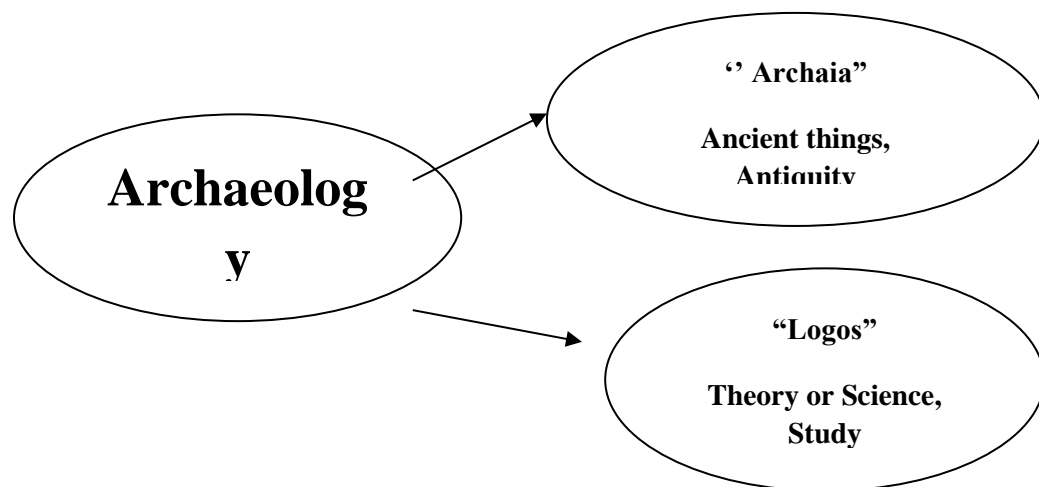 Archaeolog
y
‘’ Archaia”
Ancient things,
Antiquity
“Logos”
Theory or Science,
Study